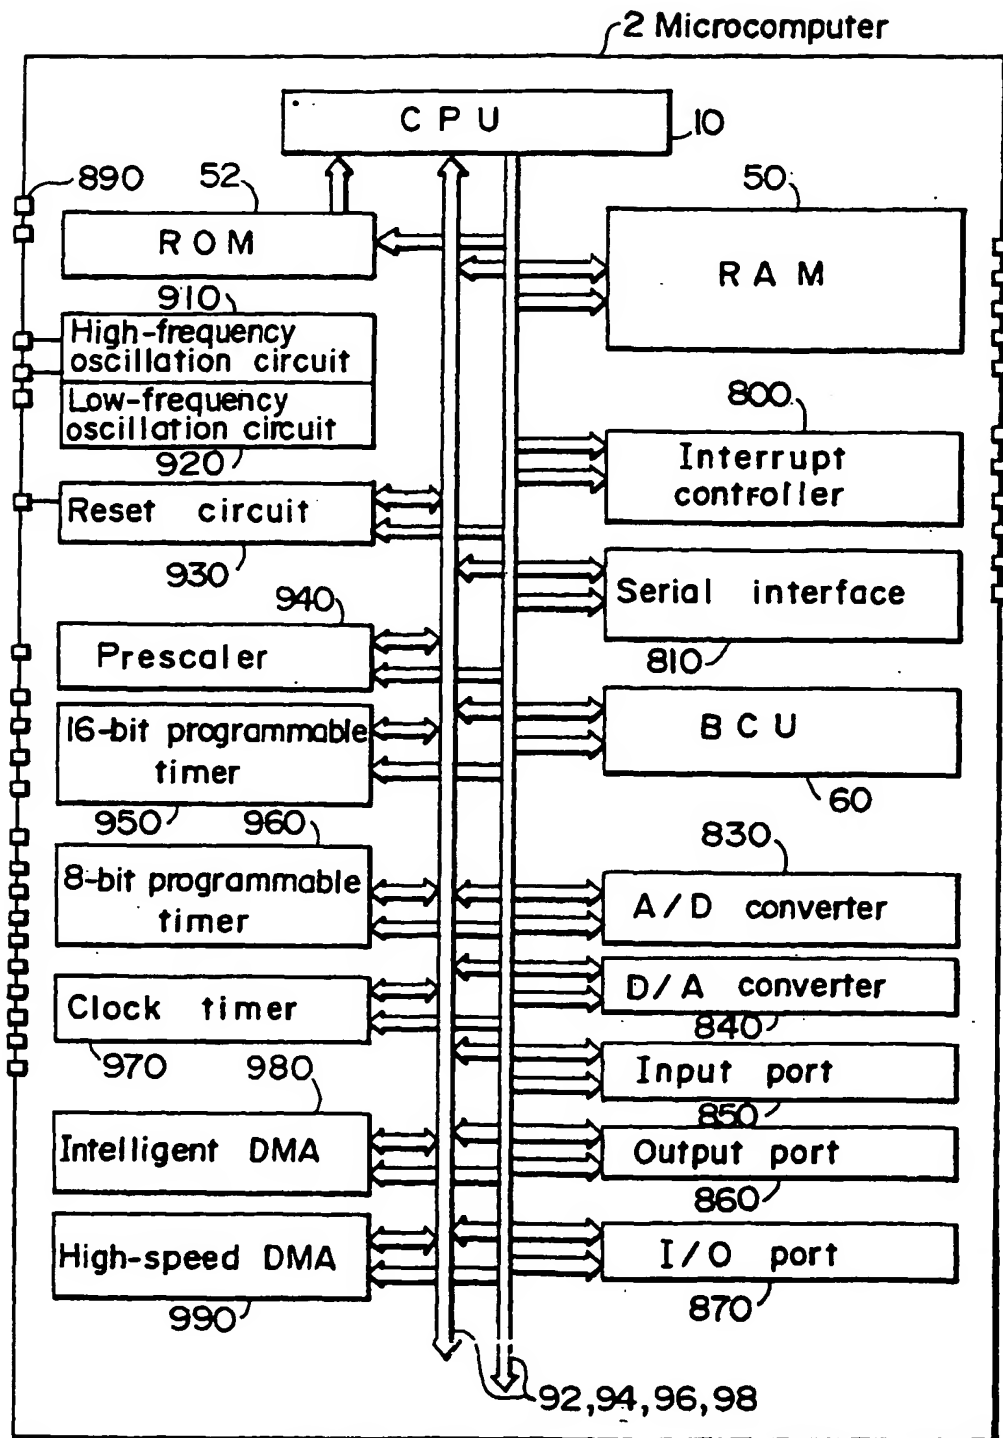 2 Microcomputer
CPU
10
890
52
50
ROM
RAM
910
High-frequency
oscillation circuit
Low-frequency
oscillation circuit
920
800
Interrupt
controller
Reset circuit
930
Serial interface
810
940
Prescaler
16-bit programmable
timer
BCU
60
950
960
830
8-bit programmable
timer
A/D converter
D/A converter
840
Clock timer
970
980
Input port
850
Intelligent DMA
Output port
860
High-speed DMA
990
I/O port
870
92,94,96,98